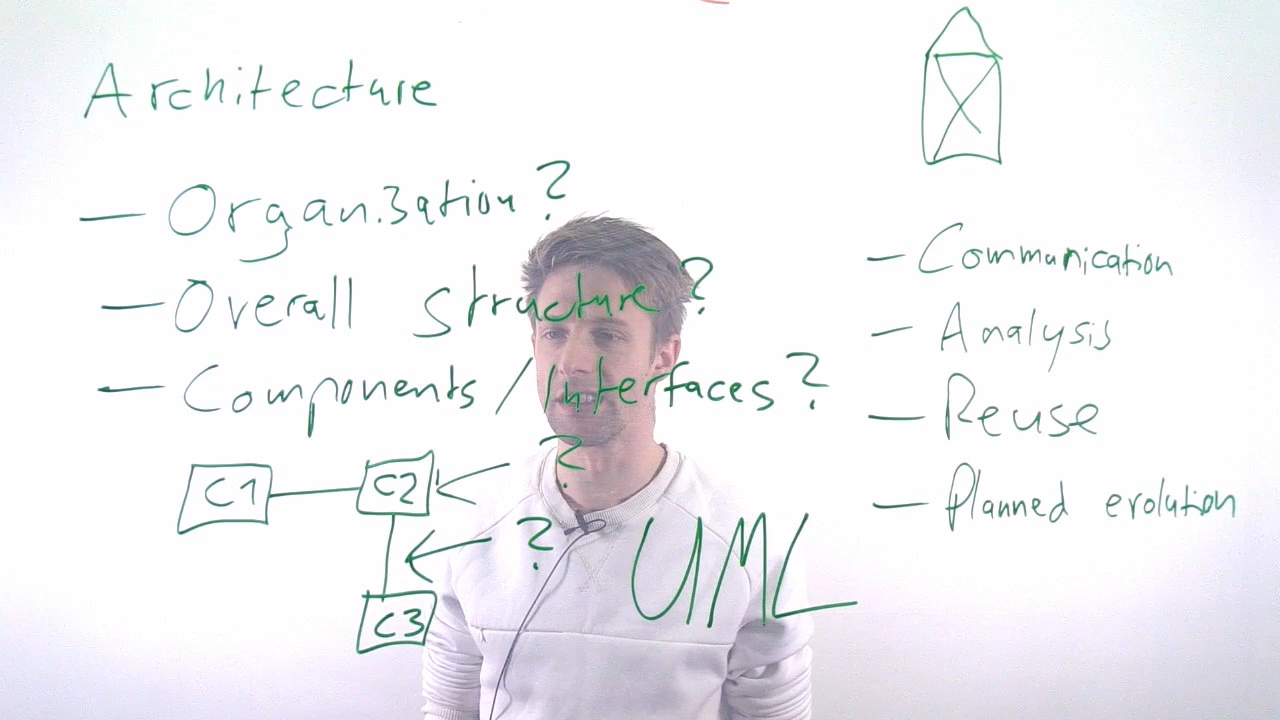 Architecture
— Organization?
— Overall structure?
— Components/Interfaces?
C1
C2
?
?
C3
UML
— Communication
— Analysis
— Reuse
— Planned evolution